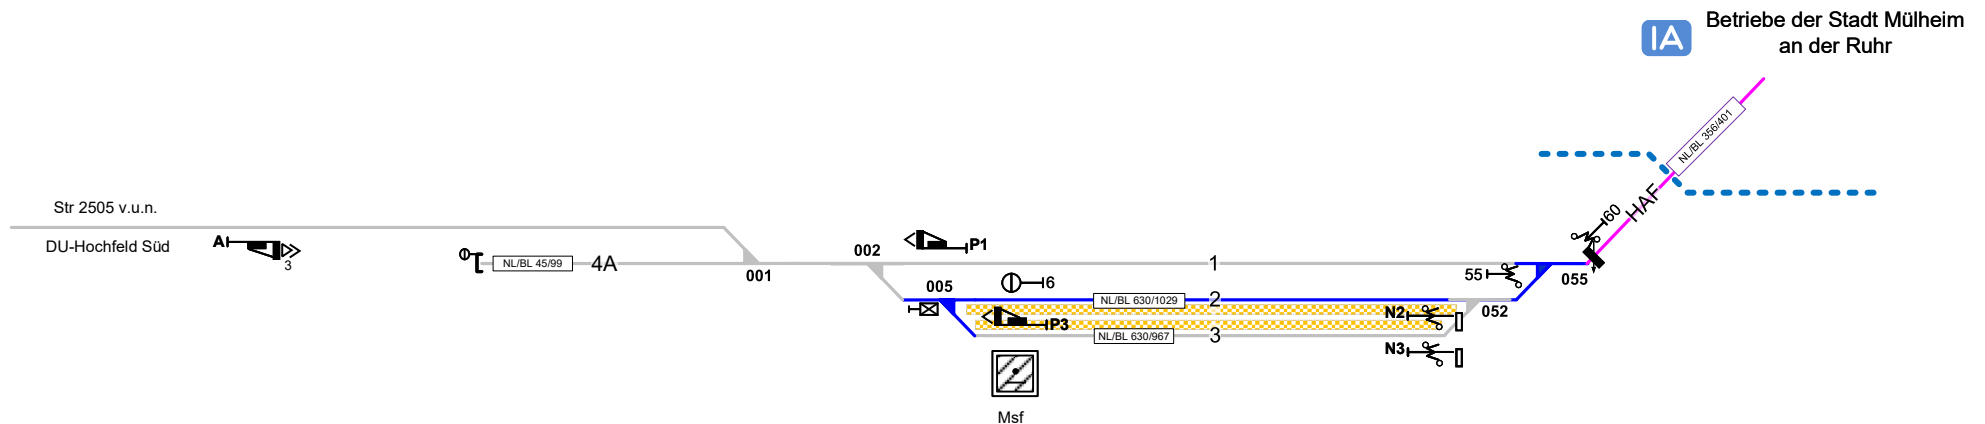 IA
Betriebe der Stadt Mülheim
an der Ruhr
NL/BL 356/401
HAF
60
Str 2505 v.u.n.
DU-Hochfeld Süd
A
3
NL/BL 45/99
4A
001
002
P1
1
55
055
005
6
NL/BL 630/1029
2
N2
052
P3
NL/BL 630/967
3
N3
Msf